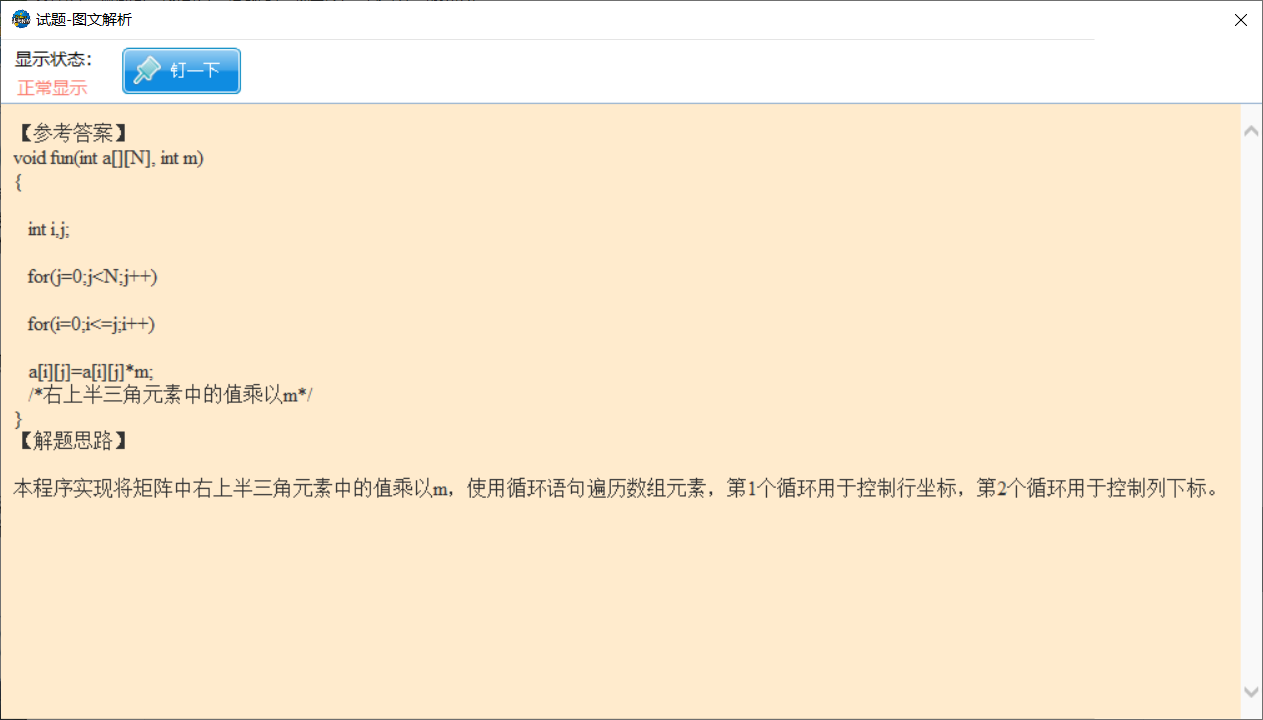 试题-图文解析
显示状态：
正常显示
钉一下
【参考答案】
void fun(int a[][N], int m)
{
int i,j;
for(j=0;j<N;j++)
for(i=0;i<=j;i++)
a[i][j]=a[i][j]*m;
/*右上半三角元素中的值乘以m*/
}
【解题思路】
本程序实现将矩阵中右上半三角元素中的值乘以m，使用循环语句遍历数组元素，第1个循环用于控制行坐标，第2个循环用于控制列下标。